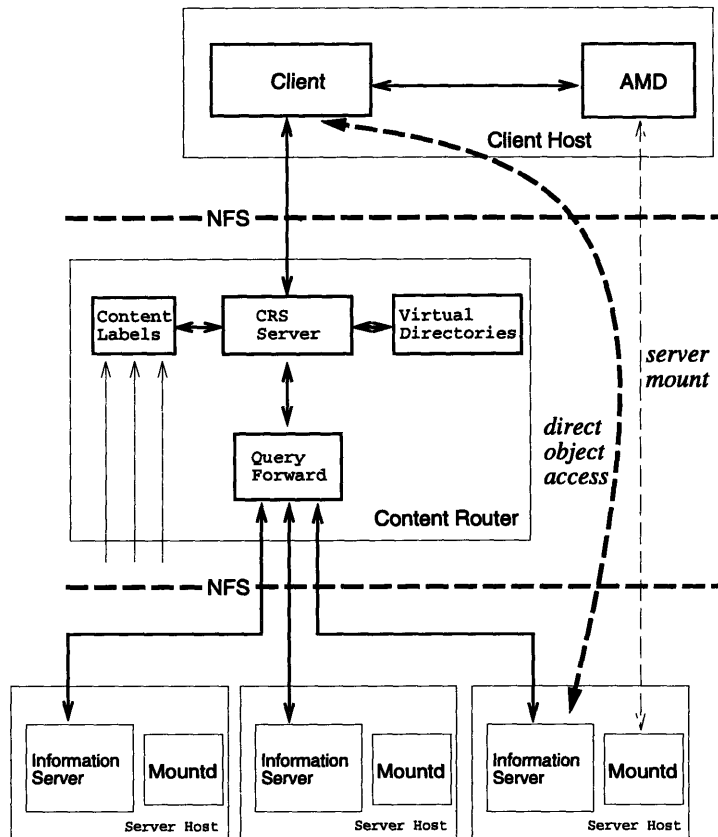 Client
AMD
Client Host
NFS
Content
Labels
CRS
Server
Virtual
Directories
server
mount
direct
object
access
Query
Forward
Content Router
NFS
Information
Server
Mountd
Server Host
Information
Server
Mountd
Server Host
Information
Server
Mountd
Server Host